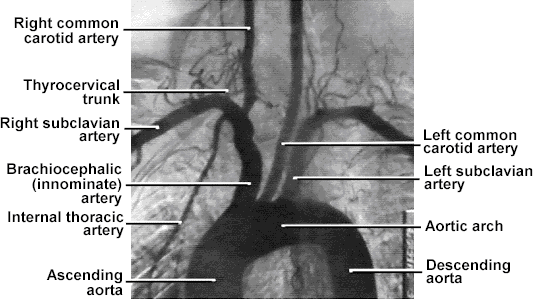 Right common
carotid artery
Thyrocervical
trunk
Right subclavian
artery
Brachiocephalic
(innominate)
artery
Internal thoracic
artery
Ascending
aorta
Left common
carotid artery
Left subclavian
artery
Aortic arch
Descending
aorta